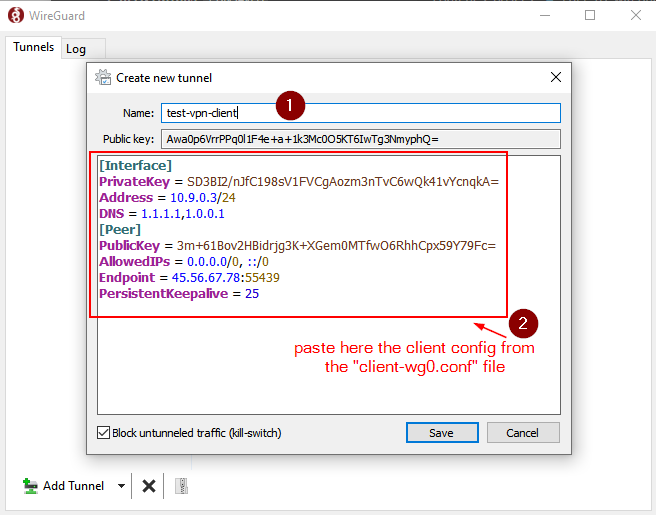 WireGuard
Tunnels
Log
Create new tunnel
1
Name:
test-vpn-client
Public key:
Awa0p6VrrPPq0l1F4e+a+1k3Mc0O5KT6IwTg3NmyphQ=
[Interface]
PrivateKey = SD3BI2/nJfC198sV1FVCgAozm3nTvC6wQk41vYcnqkA=
Address = 10.9.0.3/24
DNS = 1.1.1.1,1.0.0.1
[Peer]
PublicKey = 3m+61Bov2HBidrjg3K+XGem0MTfwO6RhhCpx59Y79Fc=
AllowedIPs = 0.0.0.0/0, ::/0
Endpoint = 45.56.67.78:55439
PersistentKeepalive = 25
2
paste here the client config from
the "client-wg0.conf" file
Block untunneled traffic (kill-switch)
Save
Cancel
Add Tunnel